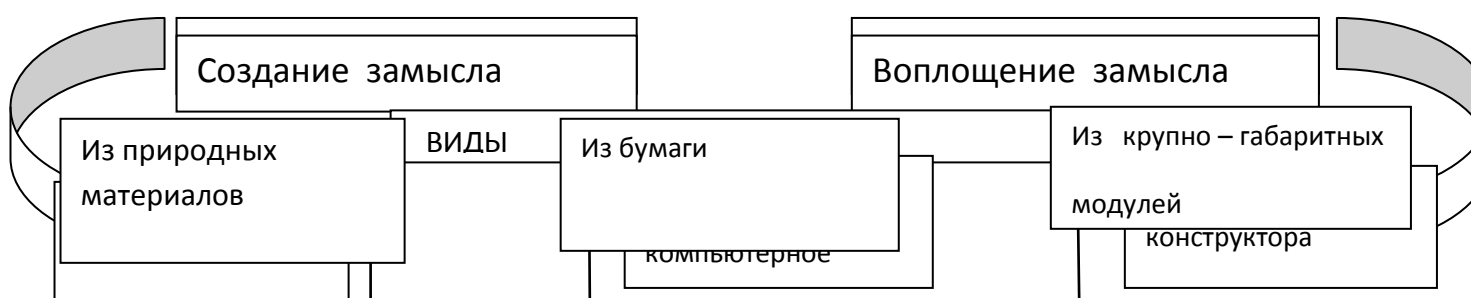 Создание замысла
Воплощение замысла
ВИДЫ
Из природных
материалов
Из бумаги
Из крупно – габаритных
модулей
компьютерное
конструктора